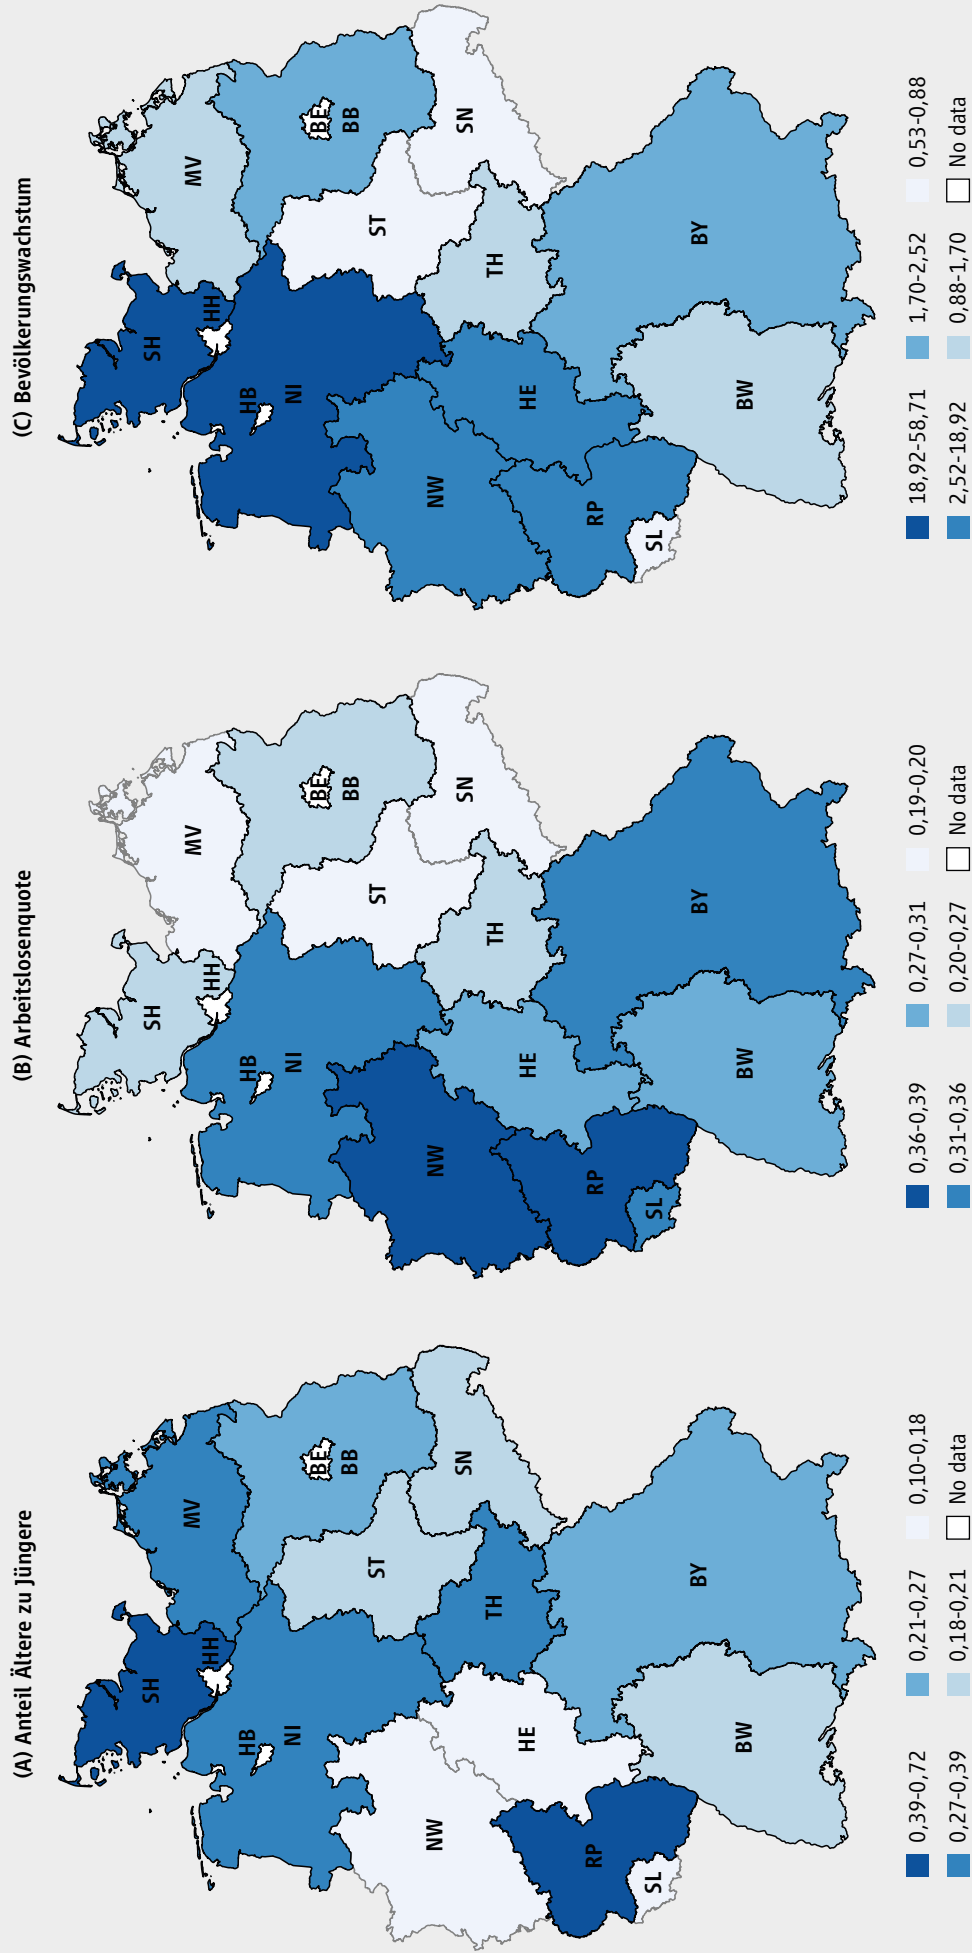 (A) Anteil Ältere zu Jüngere
SH
HH
MV
HB
NI
BE
BB
ST
NW
SN
TH
HE
RP
SL
BY
BW
0,39-0,72 0,21-0,27 0,10-0,18
0,27-0,39 0,18-0,21 No data
(B) Arbeitslosenquote
SH
HH
MV
HB
NI
BE
BB
ST
NW
SN
TH
HE
RP
SL
BY
BW
0,36-0,39 0,27-0,31 0,19-0,20
0,31-0,36 0,20-0,27 No data
(C) Bevölkerungswachstum
SH
HH
MV
HB
NI
BE
BB
ST
NW
SN
TH
HE
RP
SL
BY
BW
18,92-58,71 1,70-2,52 0,53-0,88
2,52-18,92 0,88-1,70 No data